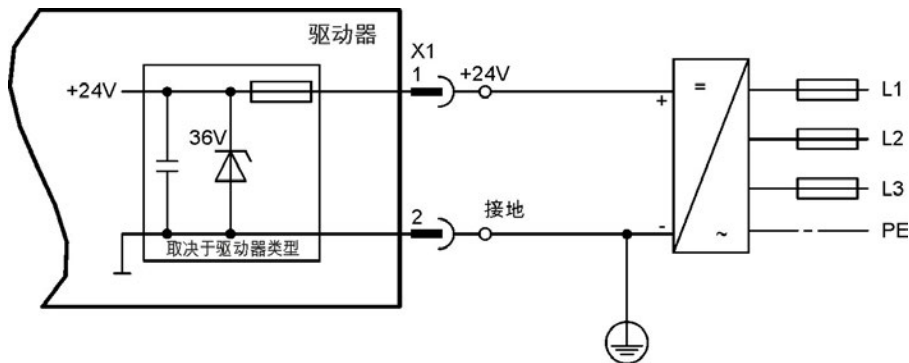 驱动器
X1
1
+24V
+24V
36V
+
=
L1
L2
L3
2
接地
-
~
PE
取决于驱动器类型